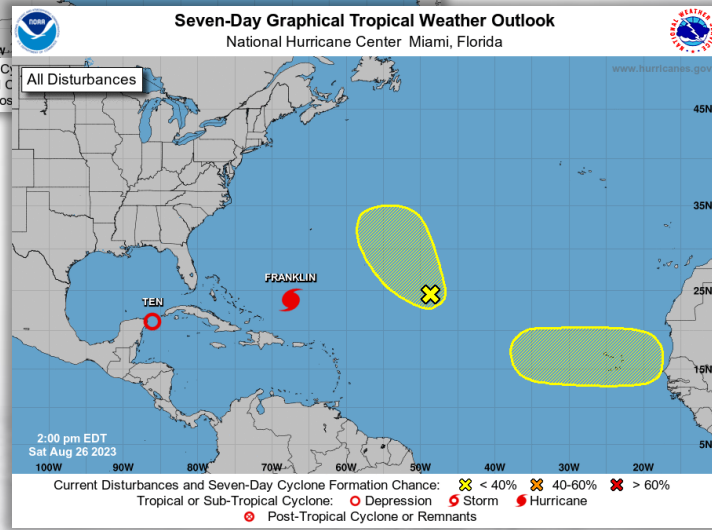 Seven-Day Graphical Tropical Weather Outlook
National Hurricane Center Miami, Florida
NOAA
All Disturbances
www.hurricanes.gov
45N
35N
FRANKLIN
25N
TEN
15N
2:00 pm EDT
Sat Aug 26 2023
5N
100W 90W 80W 70W 60W 50W 40W 30W 20W
Current Disturbances and Seven-Day Cyclone Formation Chance: < 40% 40-60% > 60%
Tropical or Sub-Tropical Cyclone: Depression Storm Hurricane
Post-Tropical Cyclone or Remnants